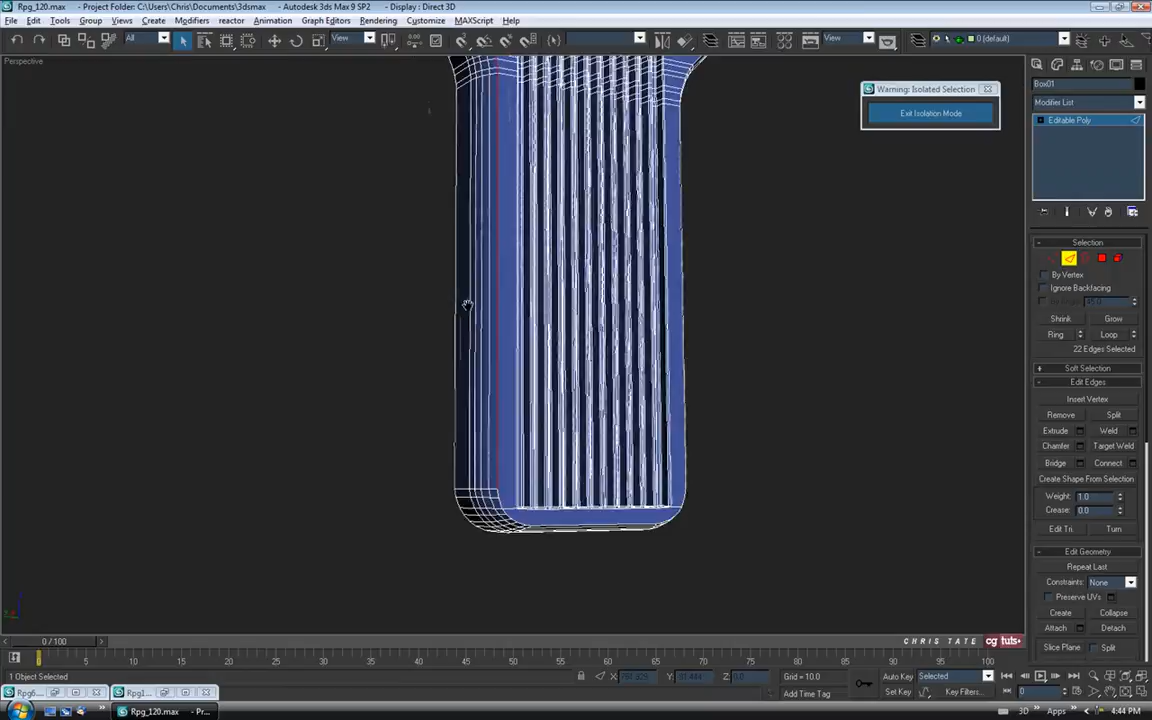 Rpg_120.max - Project Folder: C:\Users\Chris\Documents\3dsmax - Autodesk 3ds Max 9 SP2 - Display : Direct 3D
File Edit Tools Group Views Create Modifiers reactor Animation Graph Editors Rendering Customize MAXScript Help
All View View 0 (default)
Perspective
Warning: Isolated Selection
Exit Isolation Mode
Box01
Modifier List
Editable Poly
Selection
By Vertex
Ignore Backfacing
Shrink Grow
Ring Loop
22 Edges Selected
Soft Selection
Edit Edges
Insert Vertex
Remove Split
Extrude Weld
Chamfer Target Weld
Bridge Connect
Create Shape From Selection
Weight: 1.0
Crease: 0.0
Edit Tri. Turn
Edit Geometry
Repeat Last
Constraints: None
Preserve UVs
Create Collapse
Attach Detach
Slice Plane Split
CHRIS TATE cg tuts+
0 / 100
0 5 10 15 20 25 30 35 40 45 50 55 60 65 70 75 80 85 90 95 100
1 Object Selected X: Y: Z: Grid = 10.0 Auto Key Selected
Add Time Tag Set Key Key Filters... 0
Rpg6... Rpg1...
Rpg_120.max - Pr... 3D Apps 4:44 PM